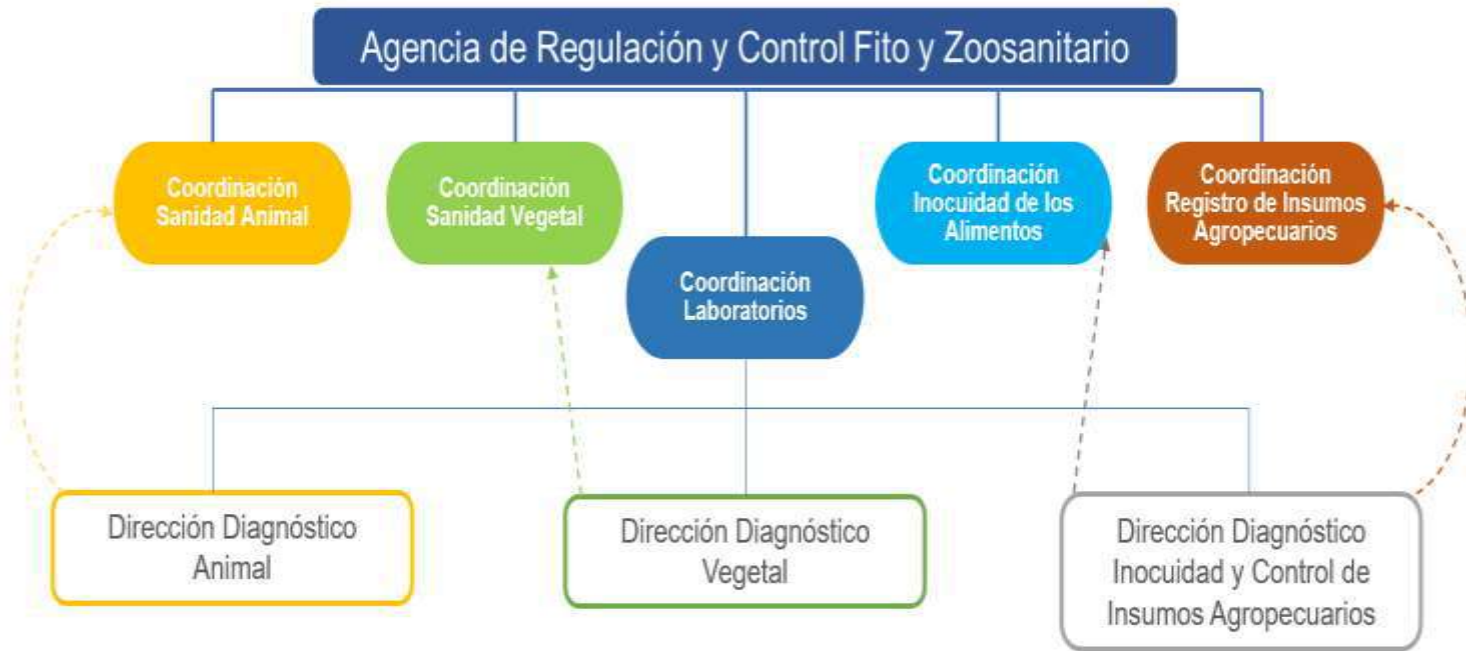 Agencia de Regulación y Control Fito y Zoosanitario
Coordinación
Sanidad Animal
Coordinación
Sanidad Vegetal
Coordinación
Laboratorios
Coordinación
Inocuidad de los
Alimentos
Coordinación
Registro de Insumos
Agropecuarios
Dirección Diagnóstico
Animal
Dirección Diagnóstico
Vegetal
Dirección Diagnóstico
Inocuidad y Control de
Insumos Agropecuarios